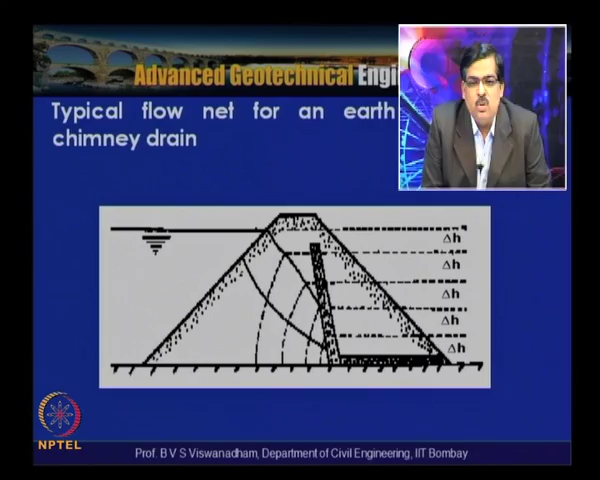 Advanced Geotechnical Engi
Typical flow net for an earth
chimney drain
Δh
Δh
Δh
Δh
Δh
NPTEL
Prof. B V S Viswanadham, Department of Civil Engineering, IIT Bombay